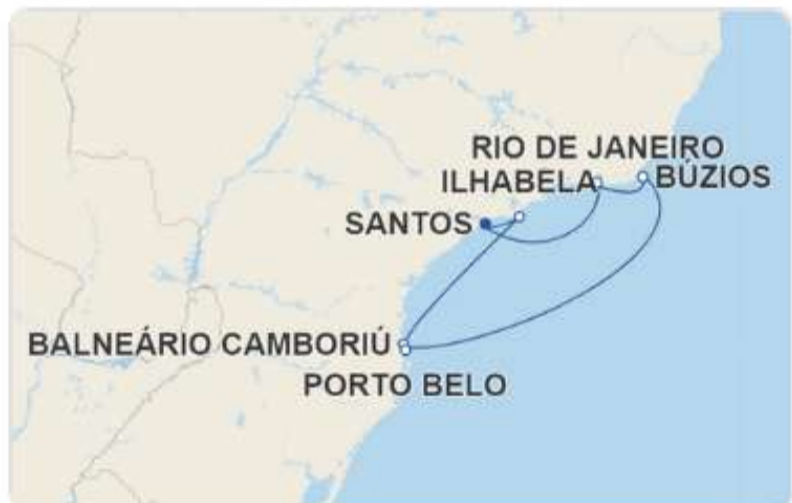 RIO DE JANEIRO
ILHABELA
BÚZIOS
SANTOS
BALNEÁRIO CAMBORIÚ
PORTO BELO